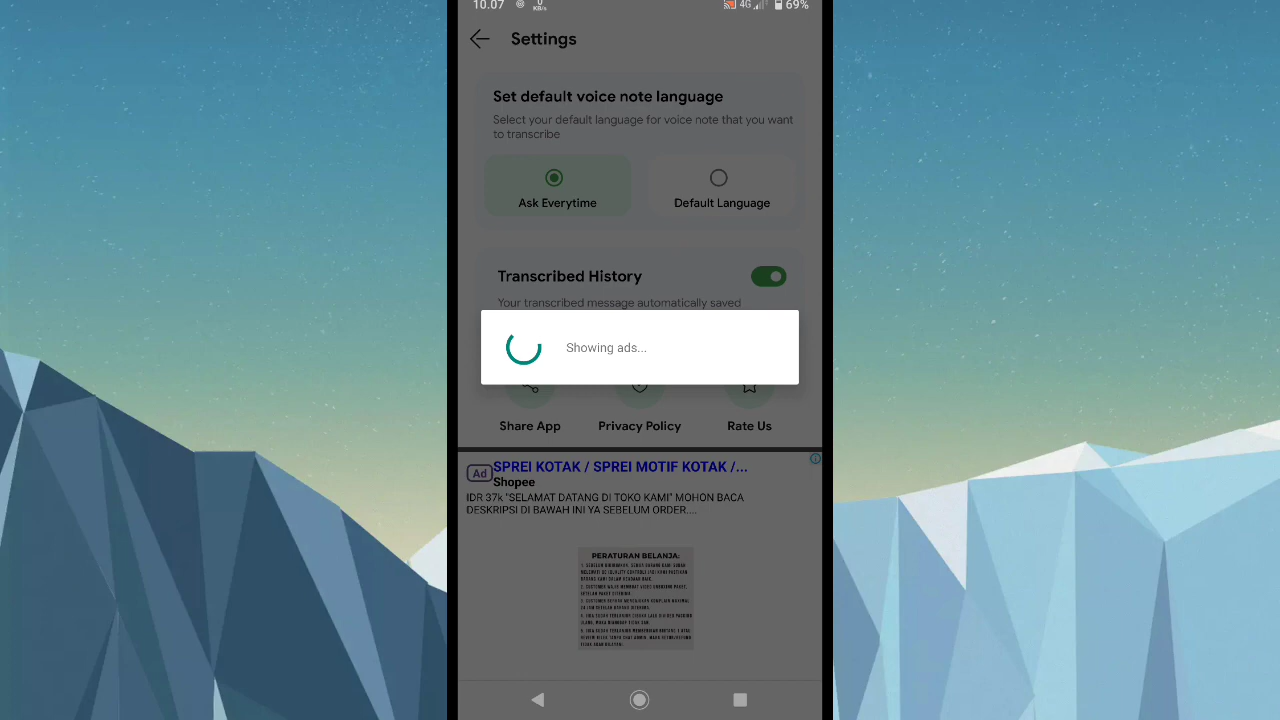 10.07
0
KB/s
4G
69%
Settings
Set default voice note language
Select your default language for voice note that you want
to transcribe
Ask Everytime
Default Language
Transcribed History
Your transcribed message automatically saved
Showing ads...
Share App
Privacy Policy
Rate Us
Ad
SPREI KOTAK / SPREI MOTIF KOTAK /...
Shopee
IDR 37k "SELAMAT DATANG DI TOKO KAMI" MOHON BACA
DESKRIPSI DI BAWAH INI YA SEBELUM ORDER....
PERATURAN BELANJA: